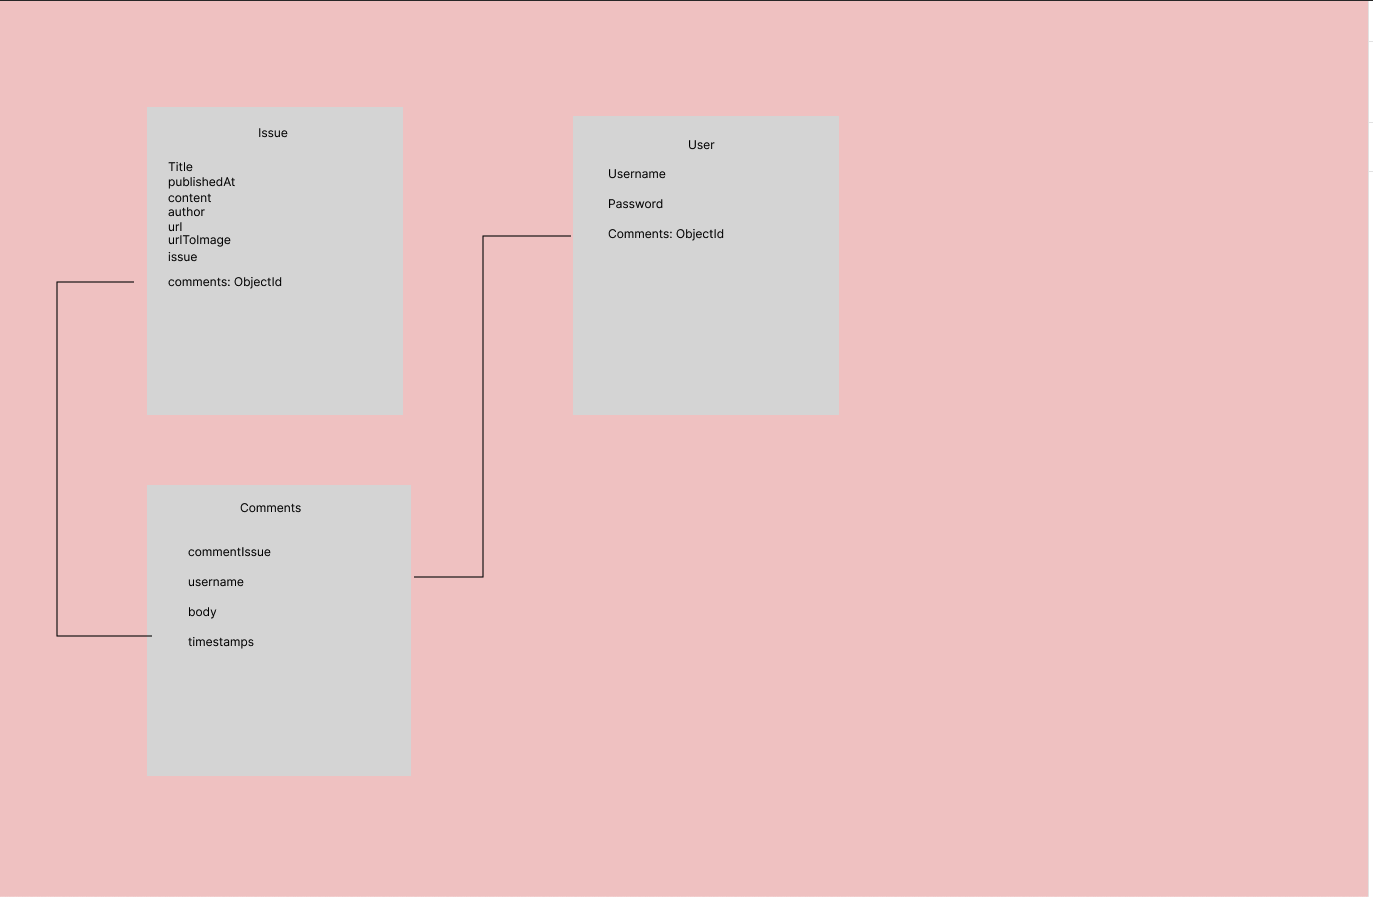 Issue
Title
publishedAt
content
author
url
urlToImage
issue
comments: ObjectId
User
Username
Password
Comments: ObjectId
Comments
commentIssue
username
body
timestamps